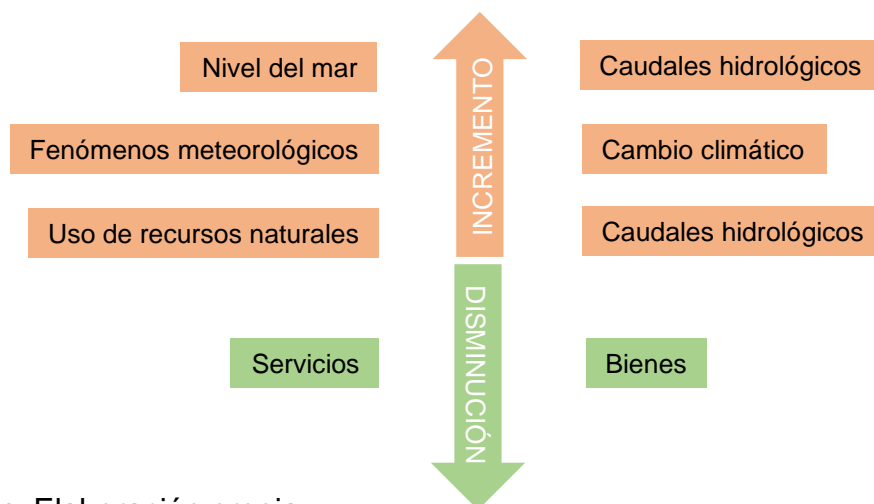 Nivel del mar
Caudales hidrológicos
Fenómenos meteorológicos
Cambio climático
Uso de recursos naturales
Caudales hidrológicos
INCREMENTO
Servicios
Bienes
DISMINUCIÓN